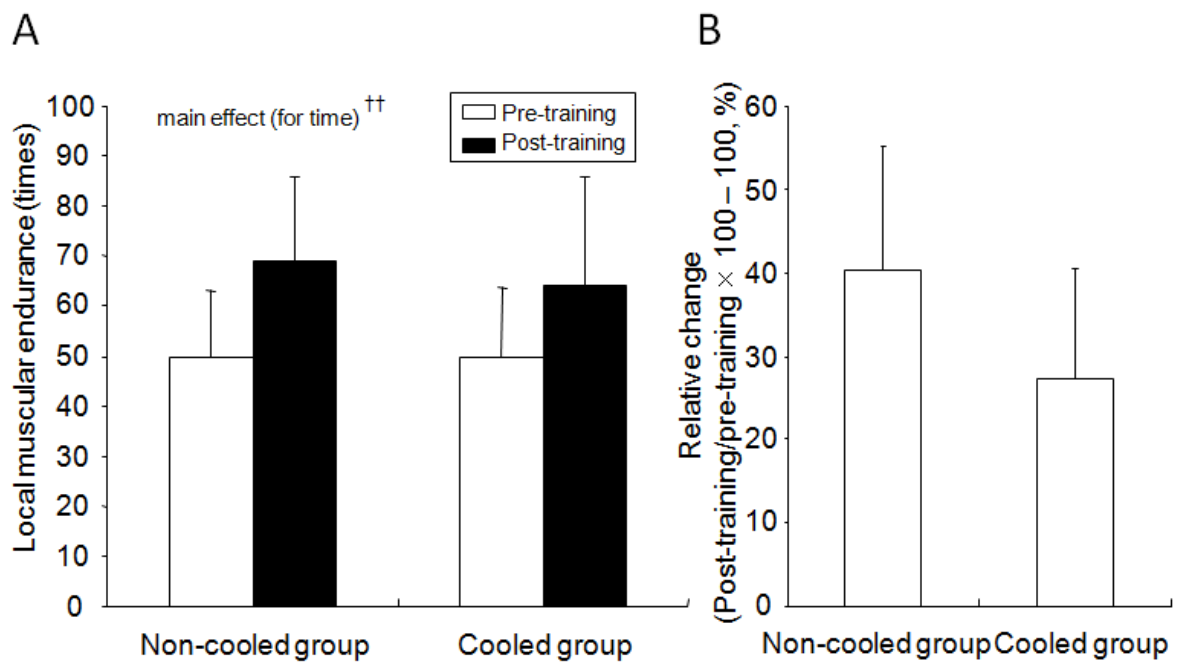 A
Local muscular endurance (times)
100
90
80
70
60
50
40
30
20
10
0
main effect (for time) ††
Pre-training
Post-training
Non-cooled group
Cooled group
B
Relative change
(Post-training/pre-training × 100 – 100, %)
60
50
40
30
20
10
0
Non-cooled group
Cooled group